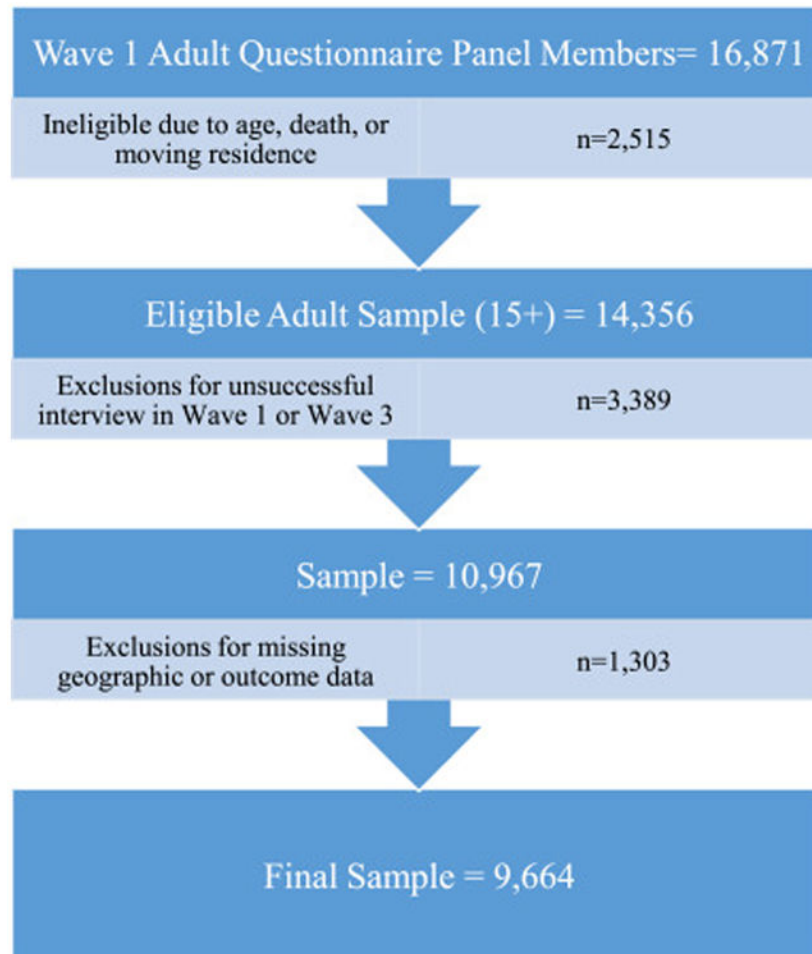 Wave 1 Adult Questionnaire Panel Members= 16,871
Ineligible due to age, death, or
moving residence
n=2,515
Eligible Adult Sample (15+) = 14,356
Exclusions for unsuccessful
interview in Wave 1 or Wave 3
n=3,389
Sample = 10,967
Exclusions for missing
geographic or outcome data
n=1,303
Final Sample = 9,664